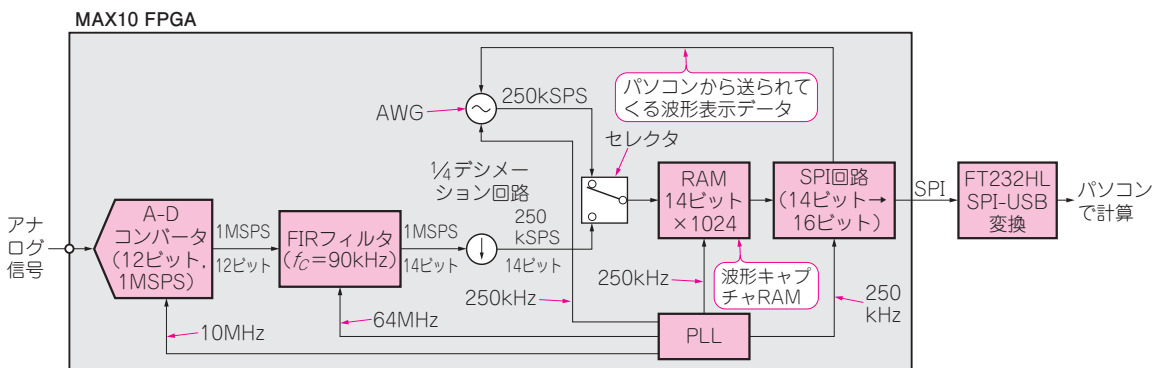 MAX10 FPGA
AWG
250kSPS
パソコンから送られて
くる波形表示データ
セレクタ
1/4デシメー
ション回路
アナ
ログ
信号
A-D
コンバータ
(12ビット,
1MSPS)
1MSPS
12ビット
FIRフィルタ
(fC=90kHz)
1MSPS
14ビット
250
kSPS
14ビット
RAM
14ビット
×1024
SPI回路
(14ビット→
16ビット)
SPI
FT232HL
SPI-USB
変換
パソコン
で計算
250kHz
250kHz
波形キャプ
チャRAM
250
kHz
64MHz
10MHz
PLL